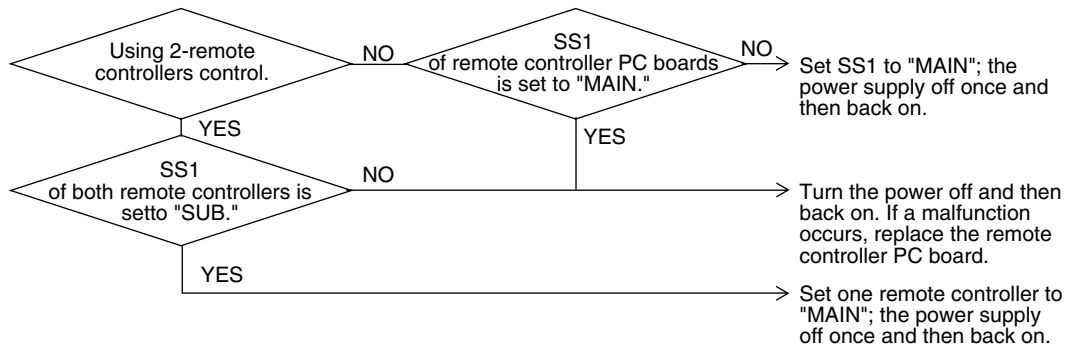 Using 2-remote
controllers control.
NO
SS1
of remote controller PC boards
is set to "MAIN."
NO
Set SS1 to "MAIN"; the
power supply off once and
then back on.
YES
YES
SS1
of both remote controllers is
setto "SUB."
NO
Turn the power off and then
back on. If a malfunction
occurs, replace the remote
controller PC board.
YES
Set one remote controller to
"MAIN"; the power supply
off once and then back on.